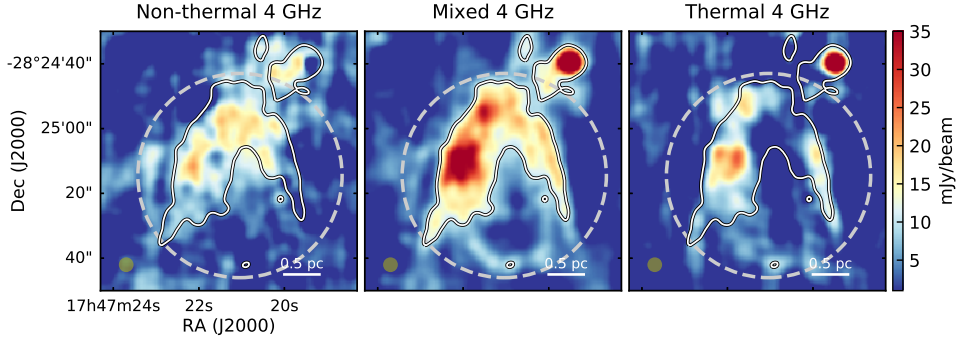 Non-thermal 4 GHz
Mixed 4 GHz
Thermal 4 GHz
-28°24'40"
25'00"
20"
40"
Dec (J2000)
17h47m24s
22s
20s
RA (J2000)
0.5 pc
0.5 pc
0.5 pc
35
30
25
20
15
10
5
mJy/beam